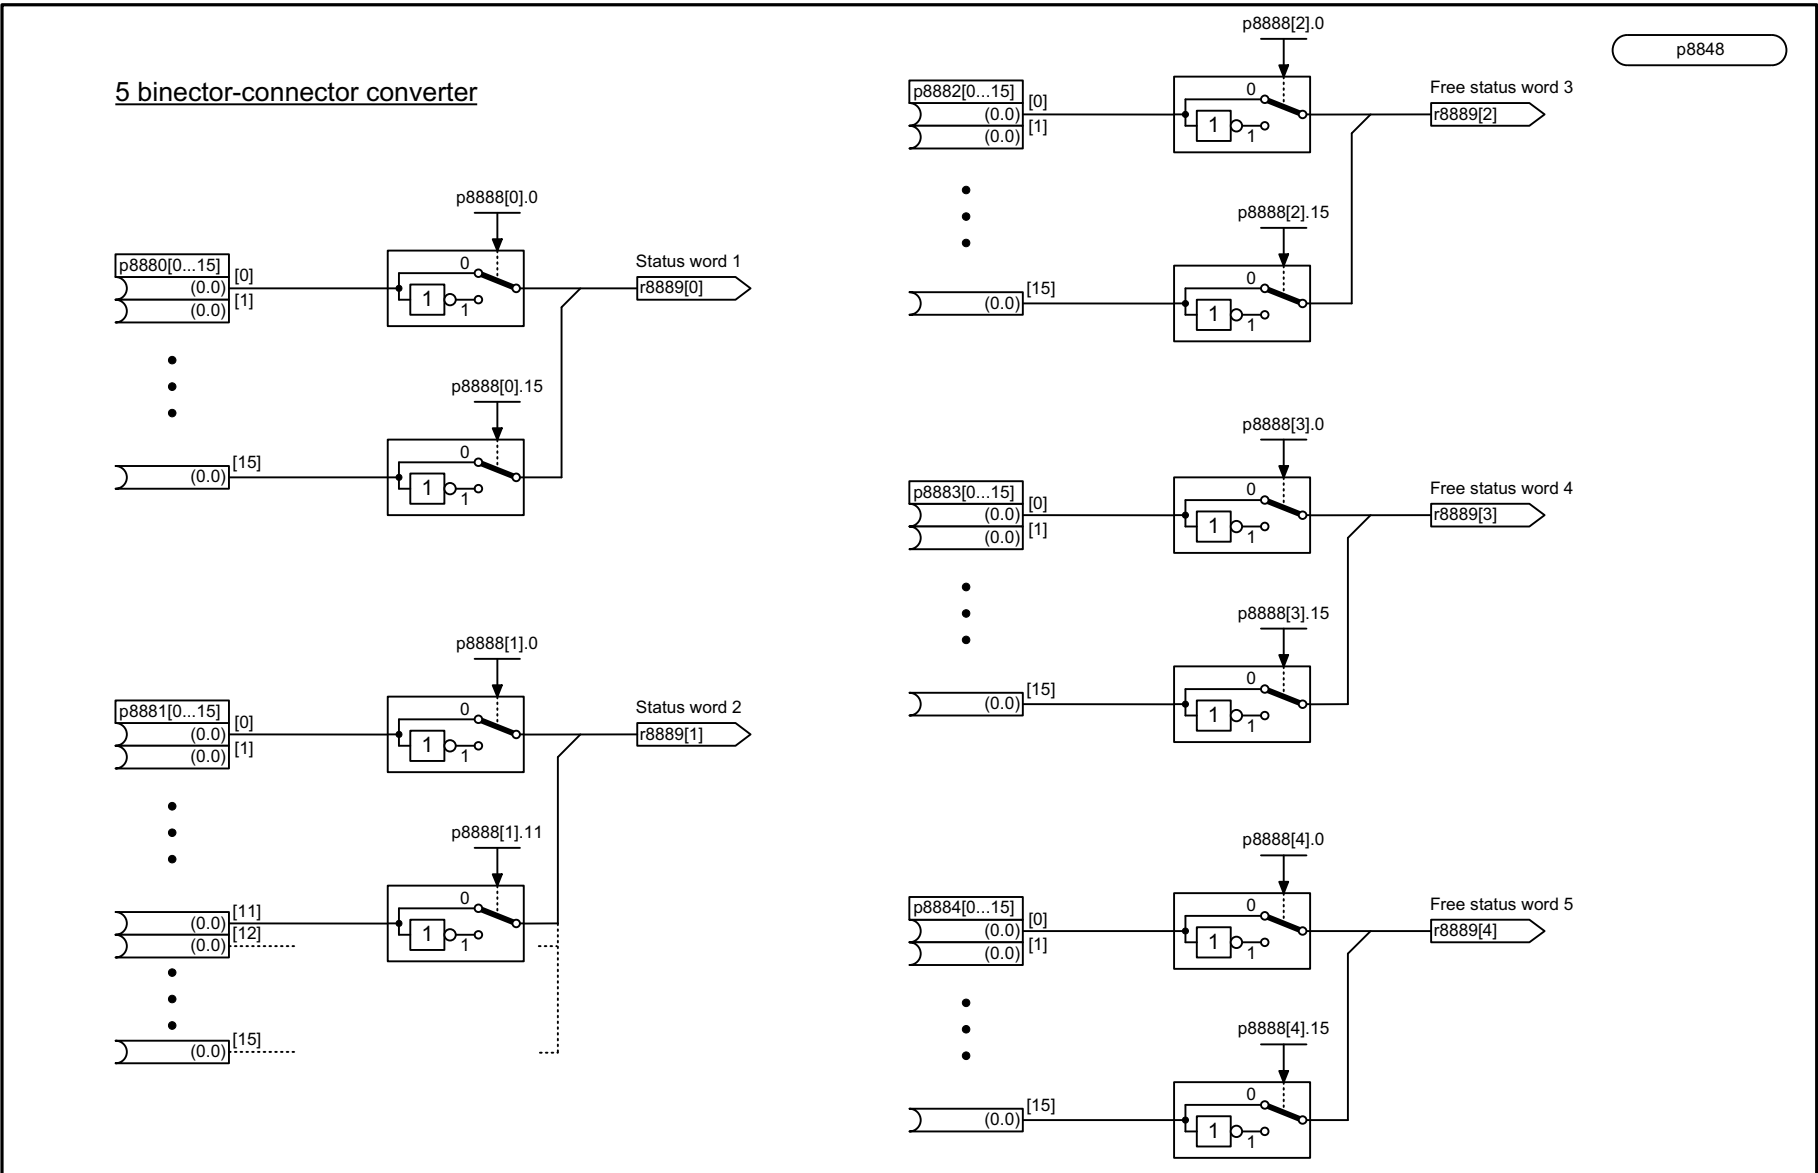 p8848
5 binector-connector converter
p8888[0].0
p8880[0...15]
[0]
(0.0)
[1]
(0.0)
0
1
1
Status word 1
r8889[0]
p8888[0].15
[15]
(0.0)
0
1
1
p8888[1].0
p8881[0...15]
[0]
(0.0)
[1]
(0.0)
0
1
1
Status word 2
r8889[1]
p8888[1].11
[11]
(0.0)
[12]
(0.0)
0
1
1
[15]
(0.0)
p8888[2].0
p8882[0...15]
[0]
(0.0)
[1]
(0.0)
0
1
1
Free status word 3
r8889[2]
p8888[2].15
[15]
(0.0)
0
1
1
p8888[3].0
p8883[0...15]
[0]
(0.0)
[1]
(0.0)
0
1
1
Free status word 4
r8889[3]
p8888[3].15
[15]
(0.0)
0
1
1
p8888[4].0
p8884[0...15]
[0]
(0.0)
[1]
(0.0)
0
1
1
Free status word 5
r8889[4]
p8888[4].15
[15]
(0.0)
0
1
1